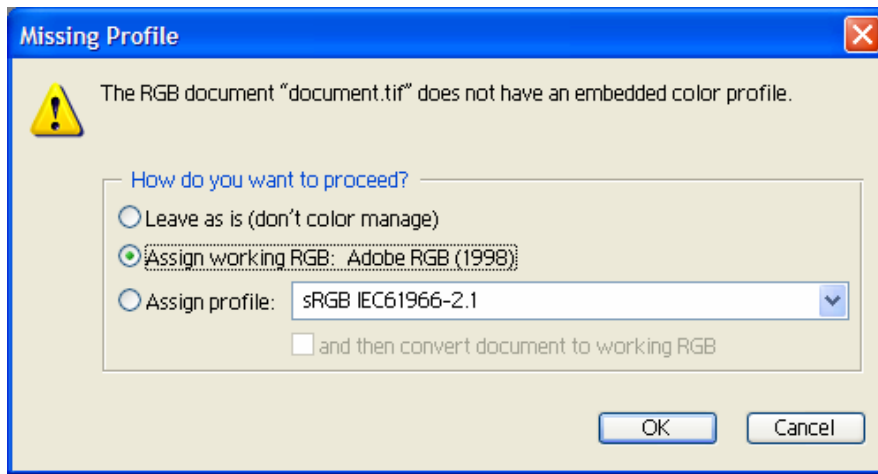 Missing Profile
The RGB document “document.tif” does not have an embedded color profile.
How do you want to proceed?
Leave as is (don't color manage)
Assign working RGB: Adobe RGB (1998)
Assign profile: sRGB IEC61966-2.1
and then convert document to working RGB
OK Cancel